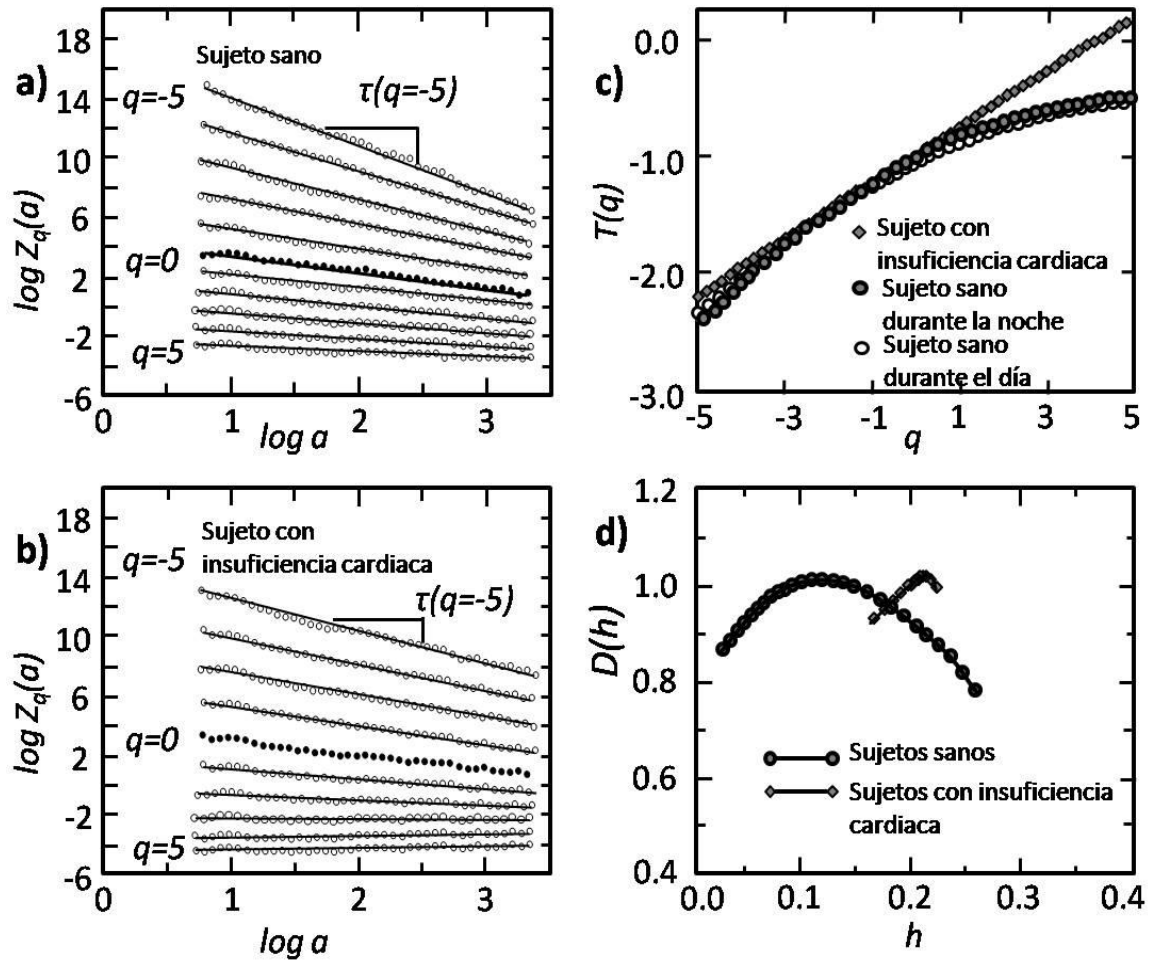 a)
Sujeto sano
q=-5
τ(q=-5)
q=0
q=5
18
14
10
6
2
-2
-6
log Zq(a)
0 1 2 3
log a
c)
0.0
-1.0
-2.0
-3.0
T(q)
Sujeto con
insuficiencia cardiaca
Sujeto sano
durante la noche
Sujeto sano
durante el día
-5 -3 -1 1 3 5
q
b)
Sujeto con
insuficiencia cardiaca
q=-5
τ(q=-5)
q=0
q=5
18
14
10
6
2
-2
-6
log Zq(a)
0 1 2 3
log a
d)
1.2
1.0
0.8
0.6
0.4
D(h)
Sujetos sanos
Sujetos con insuficiencia
cardiaca
0.0 0.1 0.2 0.3 0.4
h